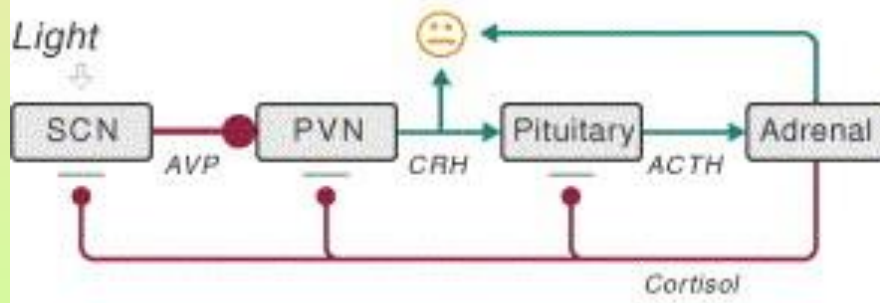 Light
SCN
PVN
Pituitary
Adrenal
AVP
CRH
ACTH
Cortisol